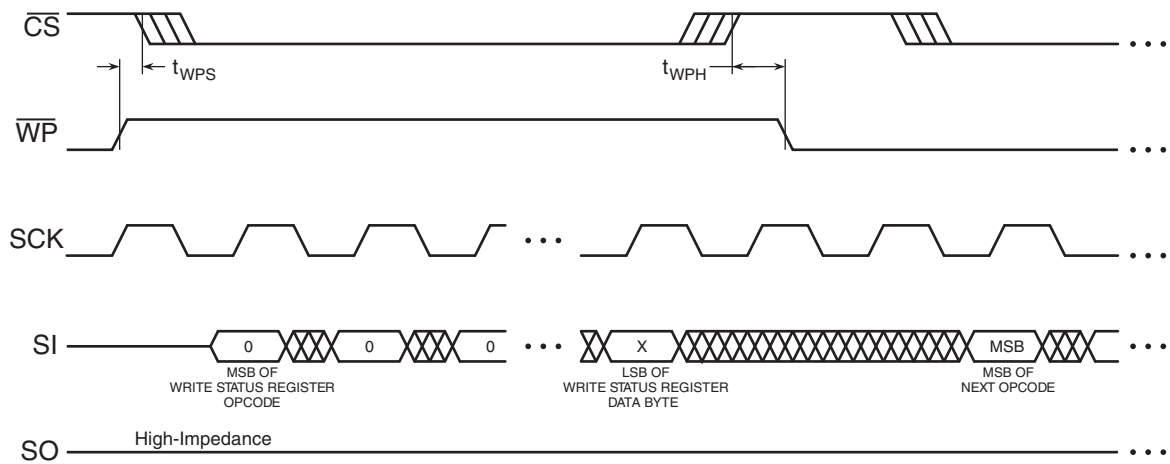 CS
tWPS
tWPH
WP
SCK
SI
0
0
0
X
MSB
MSB OF
WRITE STATUS REGISTER
OPCODE
LSB OF
WRITE STATUS REGISTER
DATA BYTE
MSB OF
NEXT OPCODE
High-Impedance
SO